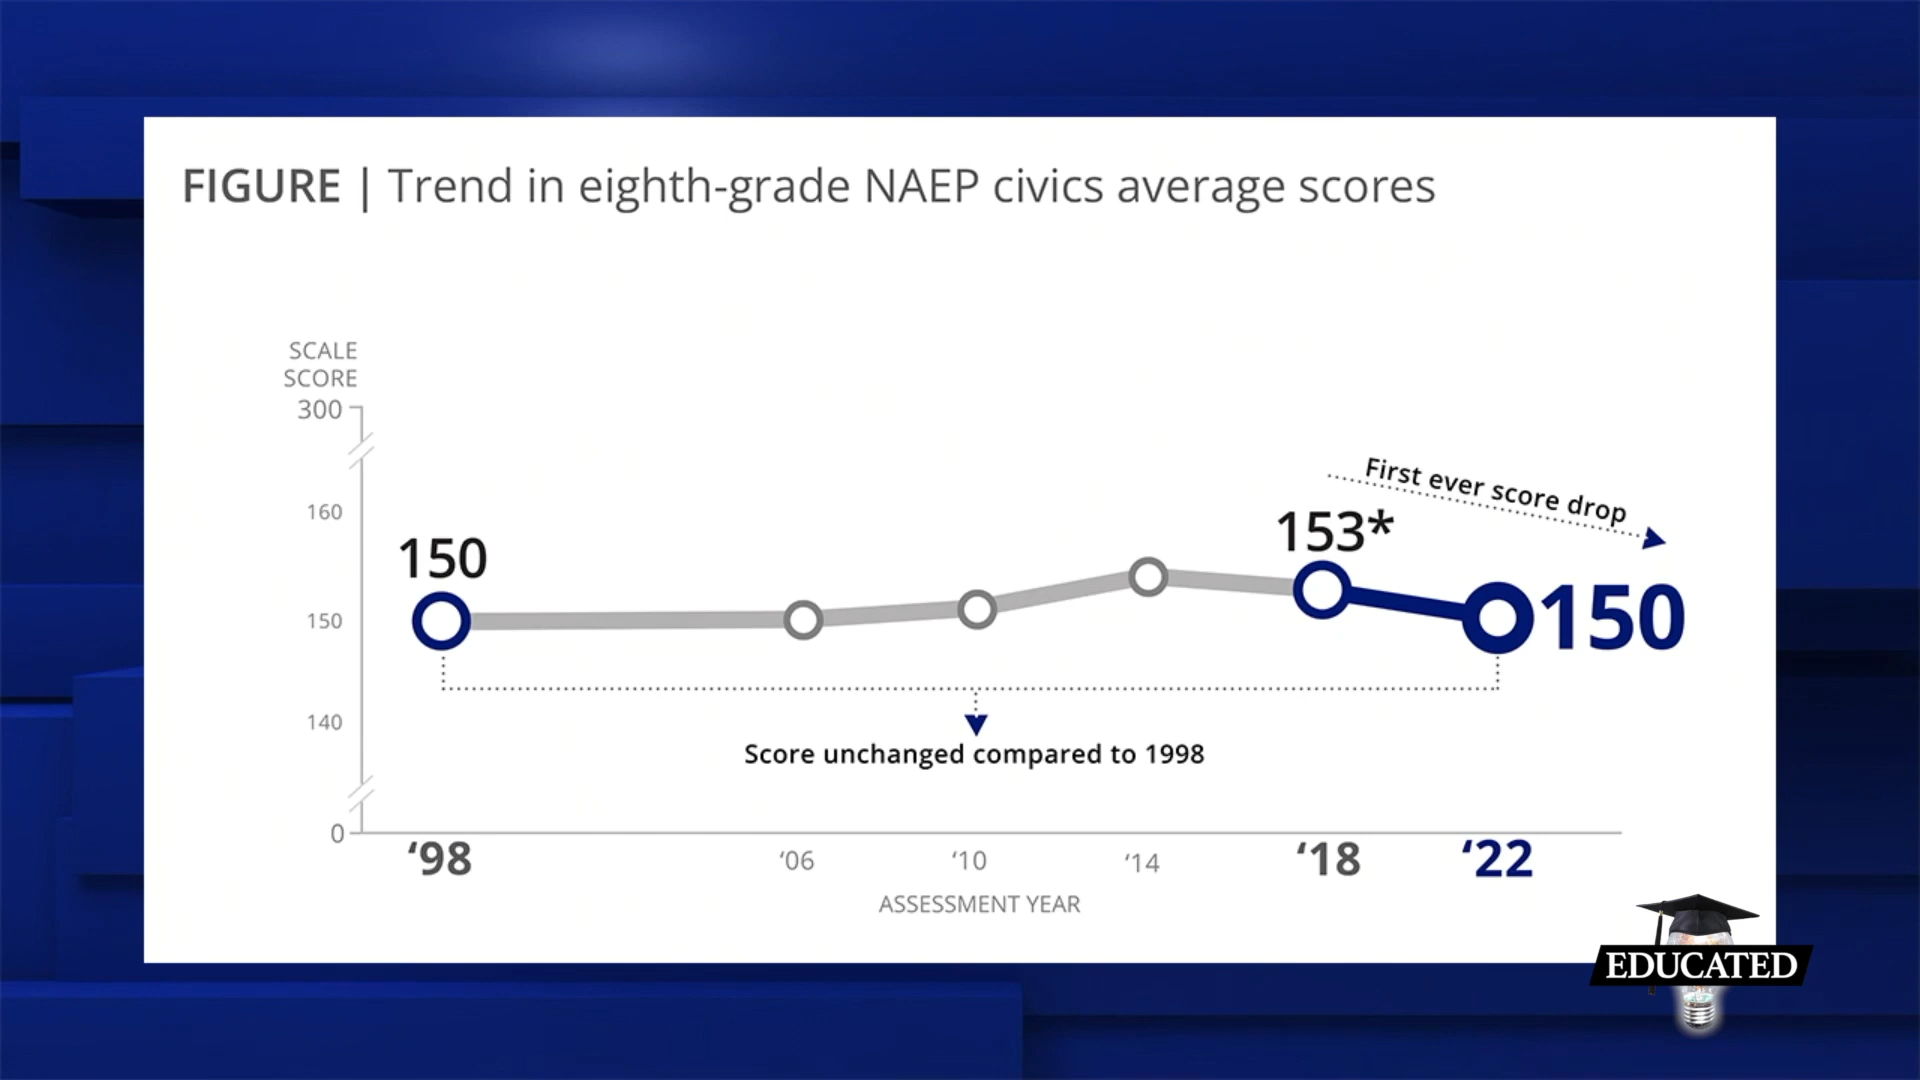 FIGURE | Trend in eighth-grade NAEP civics average scores
SCALE
SCORE
300
160
150
140
0
150
153*
First ever score drop
150
Score unchanged compared to 1998
‘98
‘06
‘10
‘14
‘18
‘22
ASSESSMENT YEAR
EDUCATED